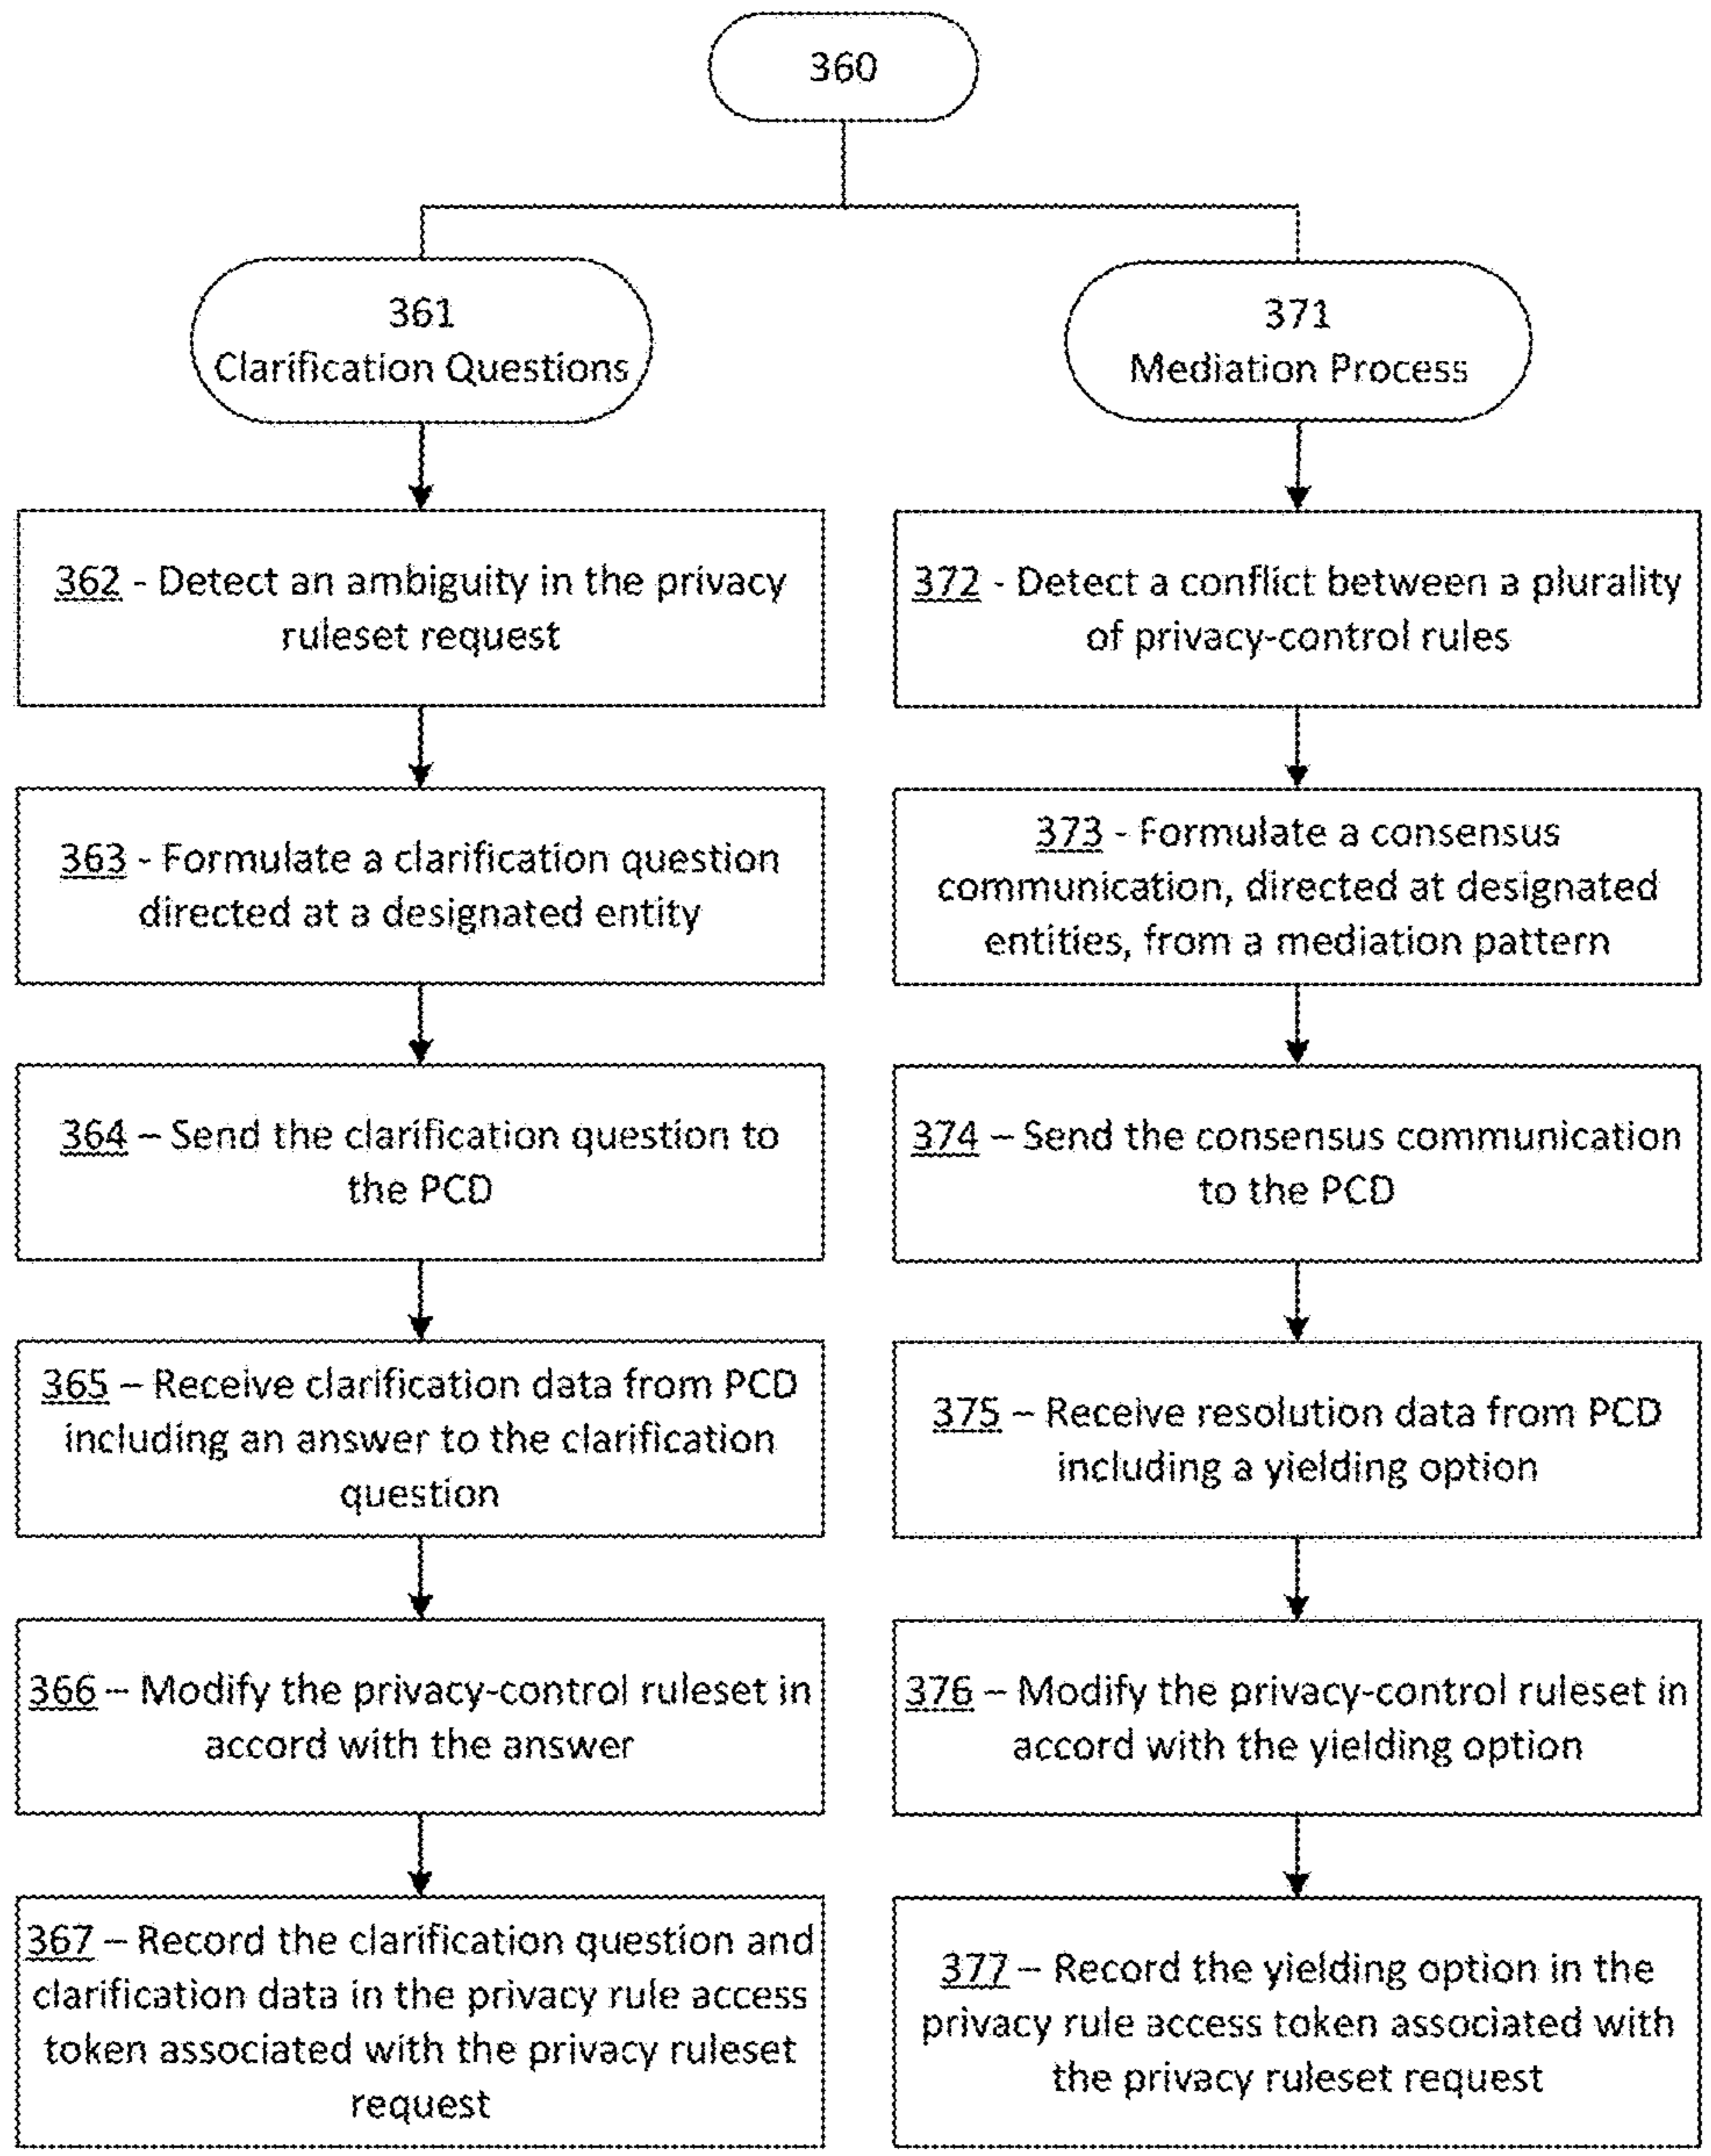 360
361
Clarification Questions
362 - Detect an ambiguity in the privacy
ruleset request
363 - Formulate a clarification question
directed at a designated entity
364 – Send the clarification question to
the PCD
365 – Receive clarification data from PCD
including an answer to the clarification
question
366 – Modify the privacy-control ruleset in
accord with the answer
367 – Record the clarification question and
clarification data in the privacy rule access
token associated with the privacy ruleset
request
371
Mediation Process
372 - Detect a conflict between a plurality
of privacy-control rules
373 - Formulate a consensus
communication, directed at designated
entities, from a mediation pattern
374 – Send the consensus communication
to the PCD
375 – Receive resolution data from PCD
including a yielding option
376 – Modify the privacy-control ruleset in
accord with the yielding option
377 – Record the yielding option in the
privacy rule access token associated with
the privacy ruleset request